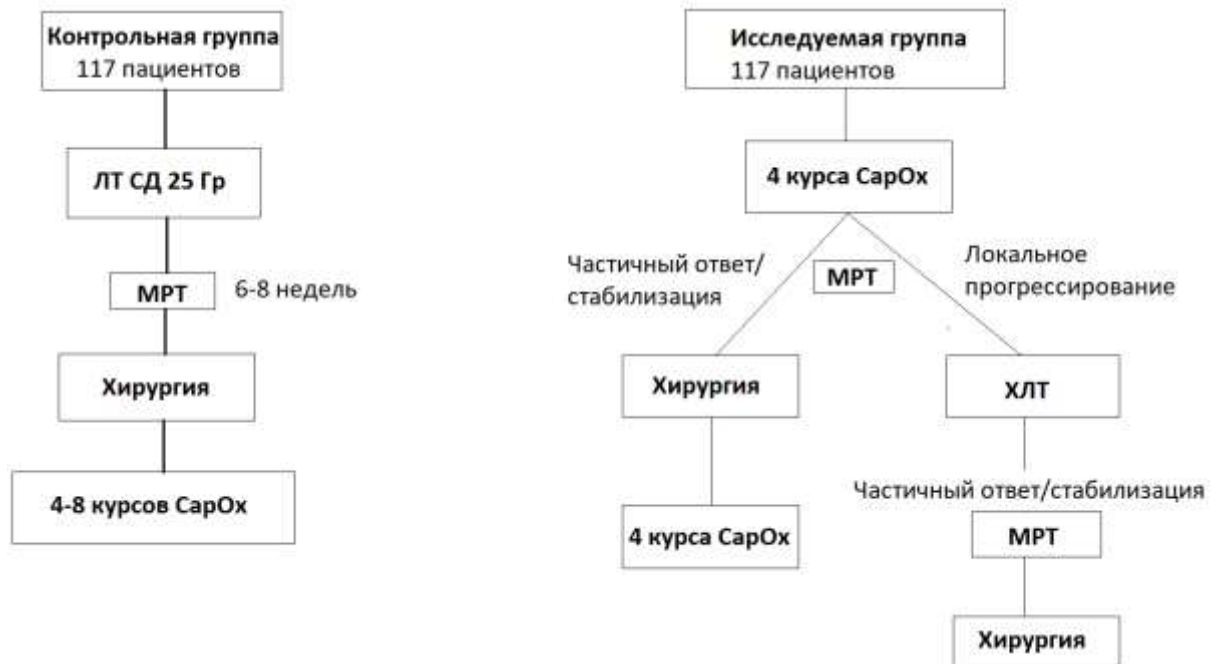 Контрольная группа
117 пациентов
ЛТ СД 25 Гр
МРТ
6-8 недель
Хирургия
4-8 курсов CapOx
Исследуемая группа
117 пациентов
4 курса CapOx
Частичный ответ/
стабилизация
МРТ
Локальное
прогрессирование
Хирургия
4 курса CapOx
ХЛТ
Частичный ответ/стабилизация
МРТ
Хирургия